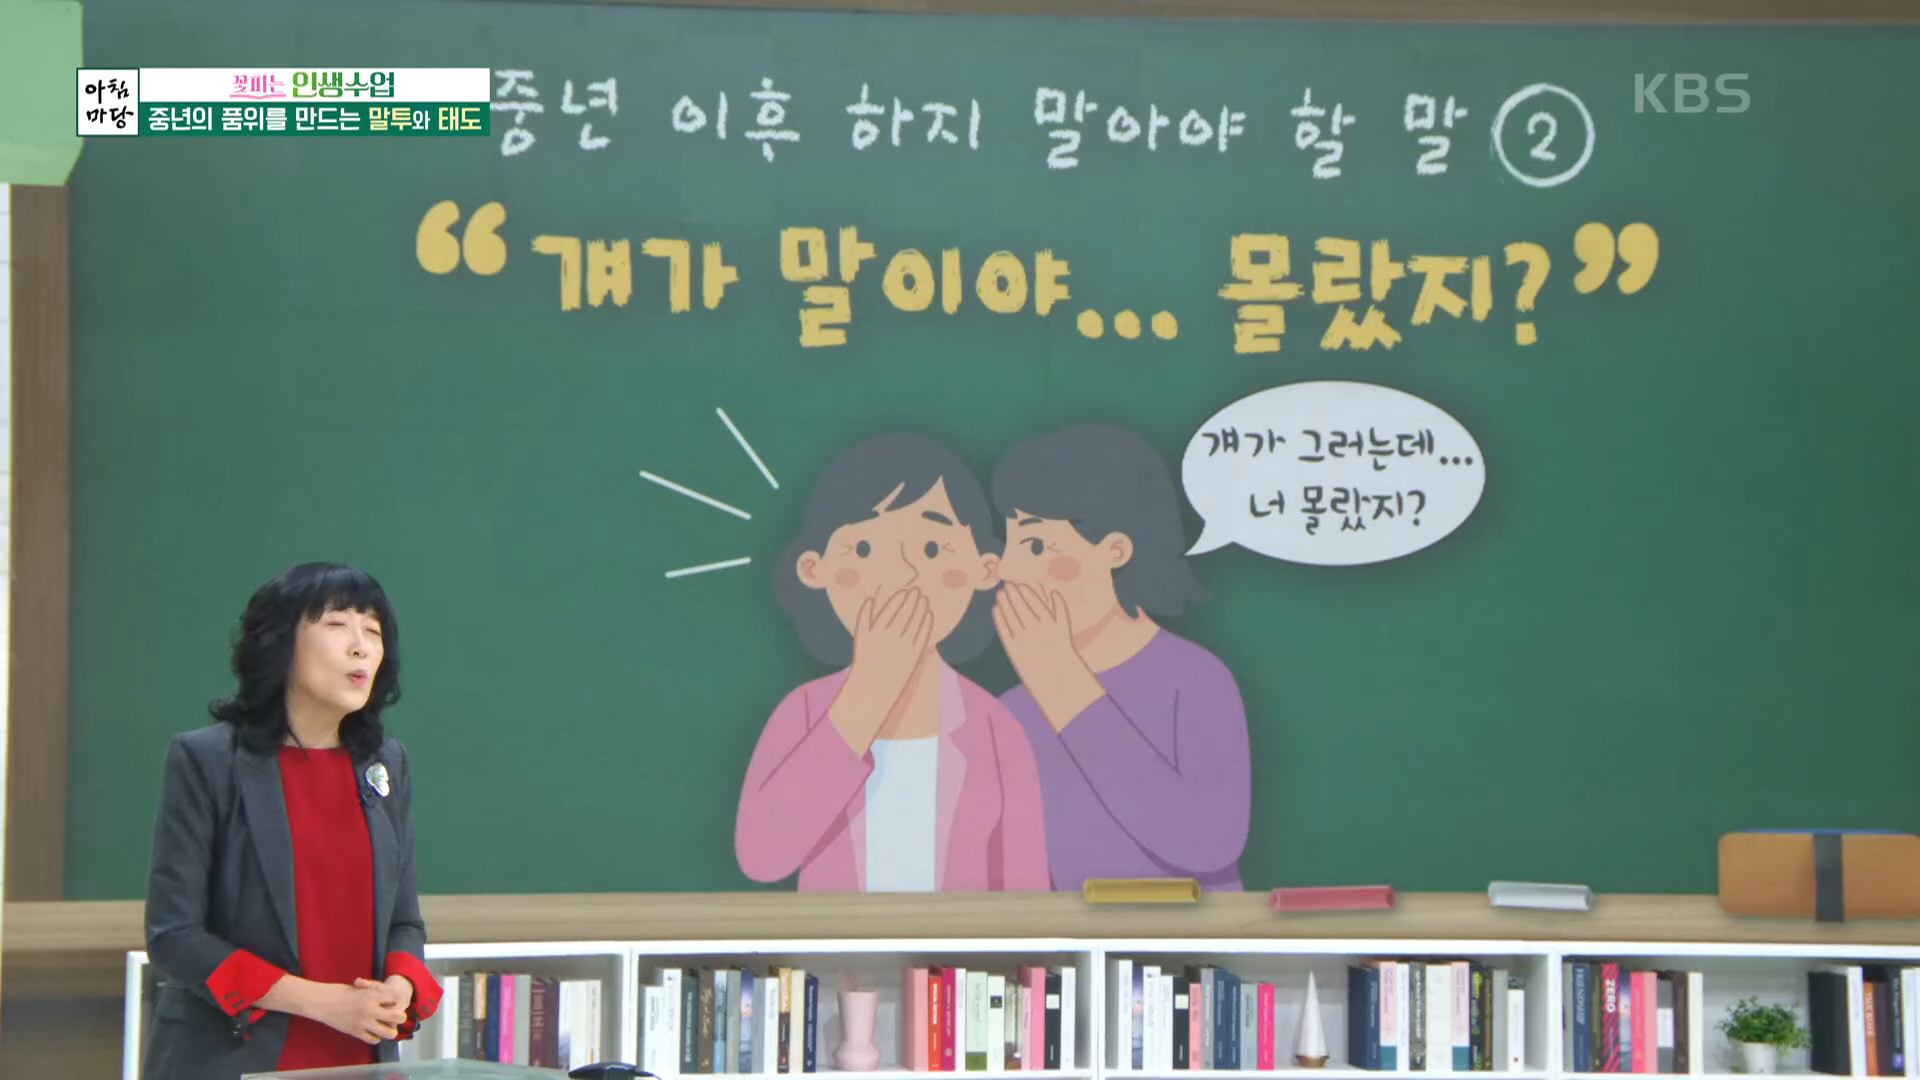 아침
마당
꽃피는 인생수업
중년의 품위를 만드는 말투와 태도
KBS
중년 이후 하지 말아야 할 말 ②
“걔가 말이야... 몰랐지?”
걔가 그러는데...
너 몰랐지?
ZERO